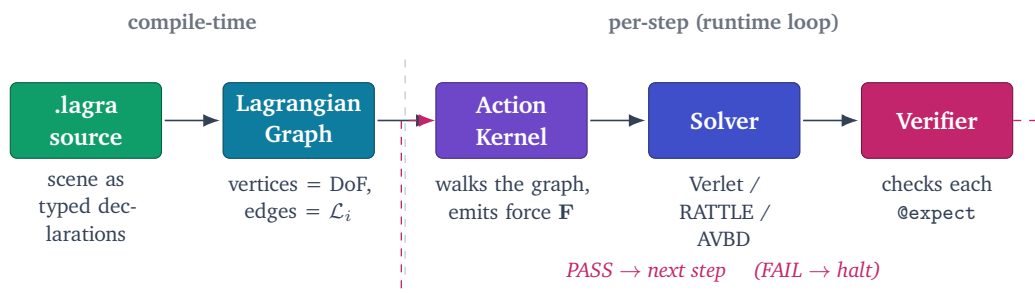 compile-time
per-step (runtime loop)
.lagra
source
Lagrangian
Graph
Action
Kernel
Solver
Verifier
scene as
typed dec-
larations
vertices = DoF,
edges = ℒᵢ
walks the graph,
emits force F
Verlet /
RATTLE /
AVBD
checks each
@expect
PASS → next step (FAIL → halt)